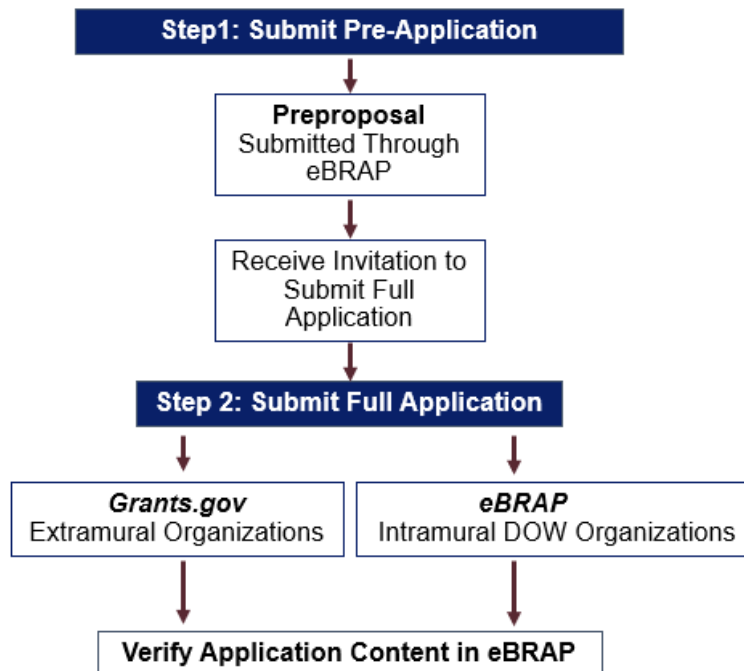 Step1: Submit Pre-Application
Preproposal
Submitted Through
eBRAP
Receive Invitation to
Submit Full
Application
Step 2: Submit Full Application
Grants.gov
Extramural Organizations
eBRAP
Intramural DOW Organizations
Verify Application Content in eBRAP